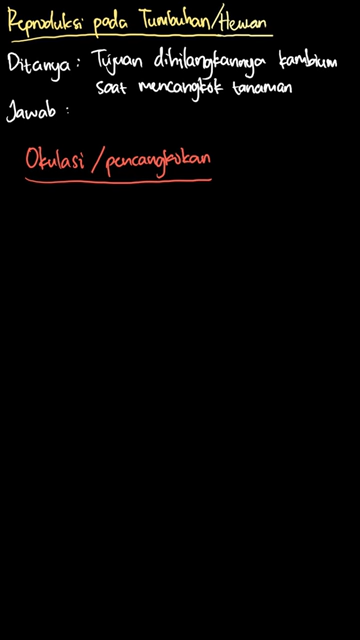 Reproduksi pada Tumbuhan/Hewan
Ditanya : Tujuan dihilangkannya kambium
saat mencangkok tanaman
Jawab :
Okulasi / pencangkokan